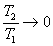 T₂/T₁ → 0